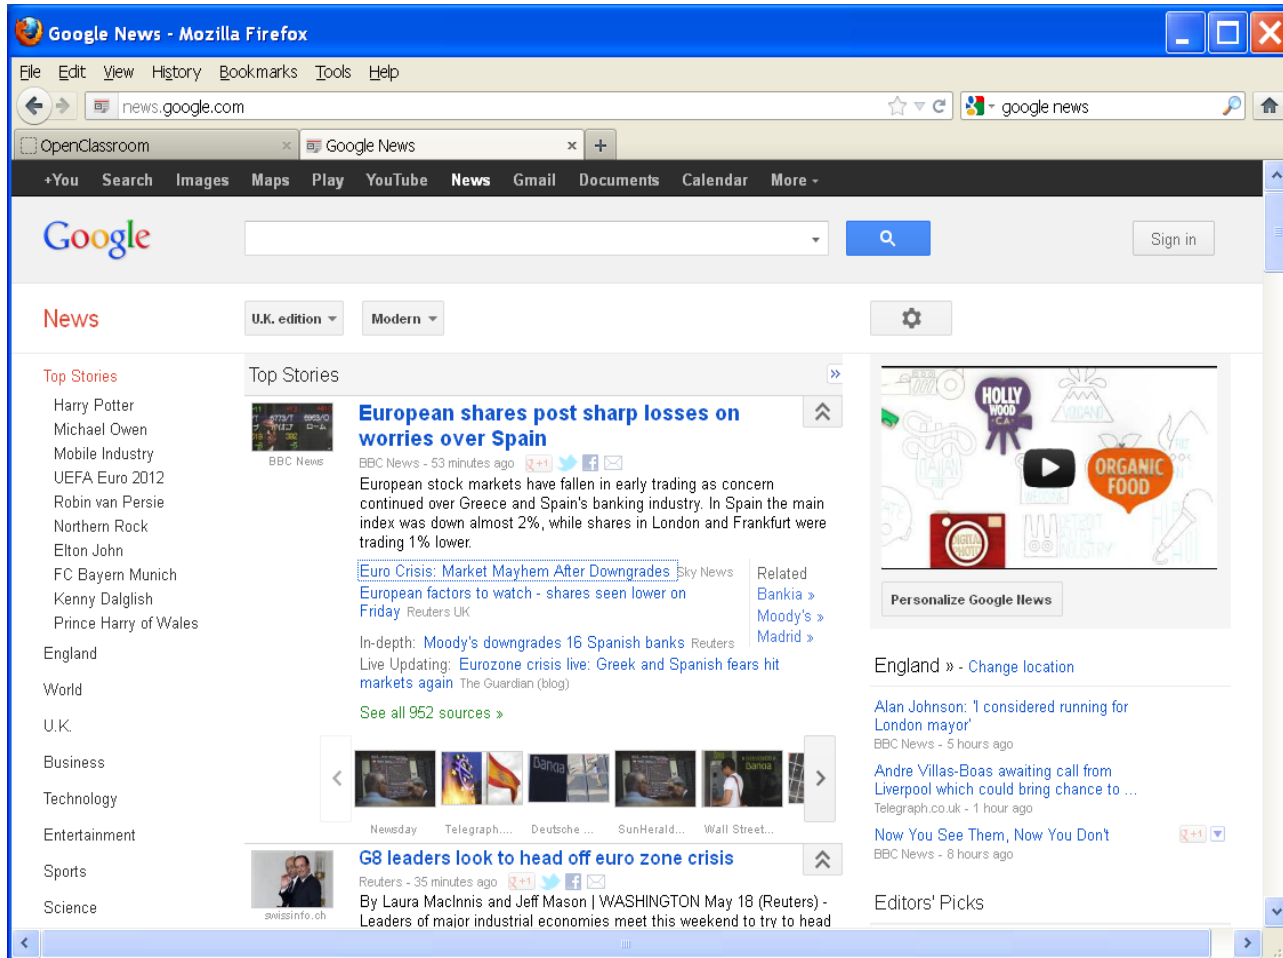 Google News - Mozilla Firefox
File Edit View History Bookmarks Tools Help
news.google.com
google news
OpenClassroom
Google News
+You Search Images Maps Play YouTube News Gmail Documents Calendar More
Google
Sign in
News
U.K. edition
Modern
Top Stories
Harry Potter
Michael Owen
Mobile Industry
UEFA Euro 2012
Robin van Persie
Northern Rock
Elton John
FC Bayern Munich
Kenny Dalglish
Prince Harry of Wales
England
World
U.K.
Business
Technology
Entertainment
Sports
Science
Top Stories
BBC News
European shares post sharp losses on
worries over Spain
BBC News - 53 minutes ago
European stock markets have fallen in early trading as concern
continued over Greece and Spain's banking industry. In Spain the main
index was down almost 2%, while shares in London and Frankfurt were
trading 1% lower.
Euro Crisis: Market Mayhem After Downgrades Sky News
European factors to watch - shares seen lower on
Friday Reuters UK
In-depth: Moody's downgrades 16 Spanish banks Reuters
Live Updating: Eurozone crisis live: Greek and Spanish fears hit
markets again The Guardian (blog)
See all 952 sources »
Related
Bankia »
Moody's »
Madrid »
Newsday
Telegraph....
Deutsche ...
SunHerald...
Wall Street...
swissinfo.ch
G8 leaders look to head off euro zone crisis
Reuters - 35 minutes ago
By Laura MacInnis and Jeff Mason | WASHINGTON May 18 (Reuters) -
Leaders of major industrial economies meet this weekend to try to head
HOLLY
WOOD
CA
VOLCANO
ORGANIC
FOOD
DIGITAL
PHOTO
Personalize Google News
England » - Change location
Alan Johnson: 'I considered running for
London mayor'
BBC News - 5 hours ago
Andre Villas-Boas awaiting call from
Liverpool which could bring chance to ...
Telegraph.co.uk - 1 hour ago
Now You See Them, Now You Don't
BBC News - 8 hours ago
Editors' Picks